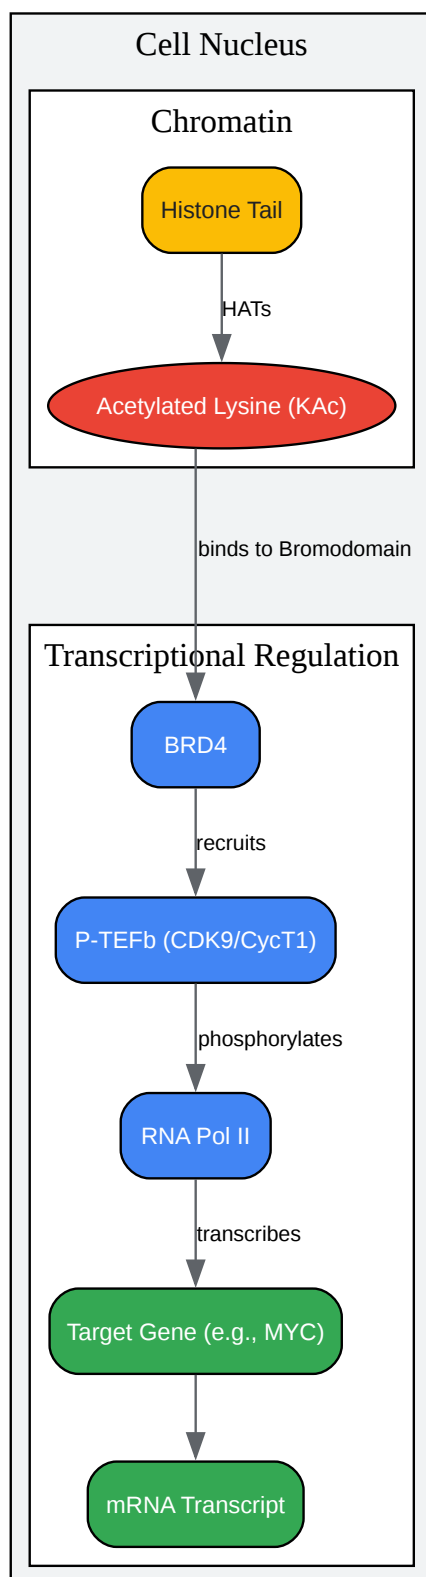 Cell Nucleus
Chromatin
Histone Tail
HATs
Acetylated Lysine (KAc)
binds to Bromodomain
Transcriptional Regulation
BRD4
recruits
P-TEFb (CDK9/CycT1)
phosphorylates
RNA Pol II
transcribes
Target Gene (e.g., MYC)
mRNA Transcript